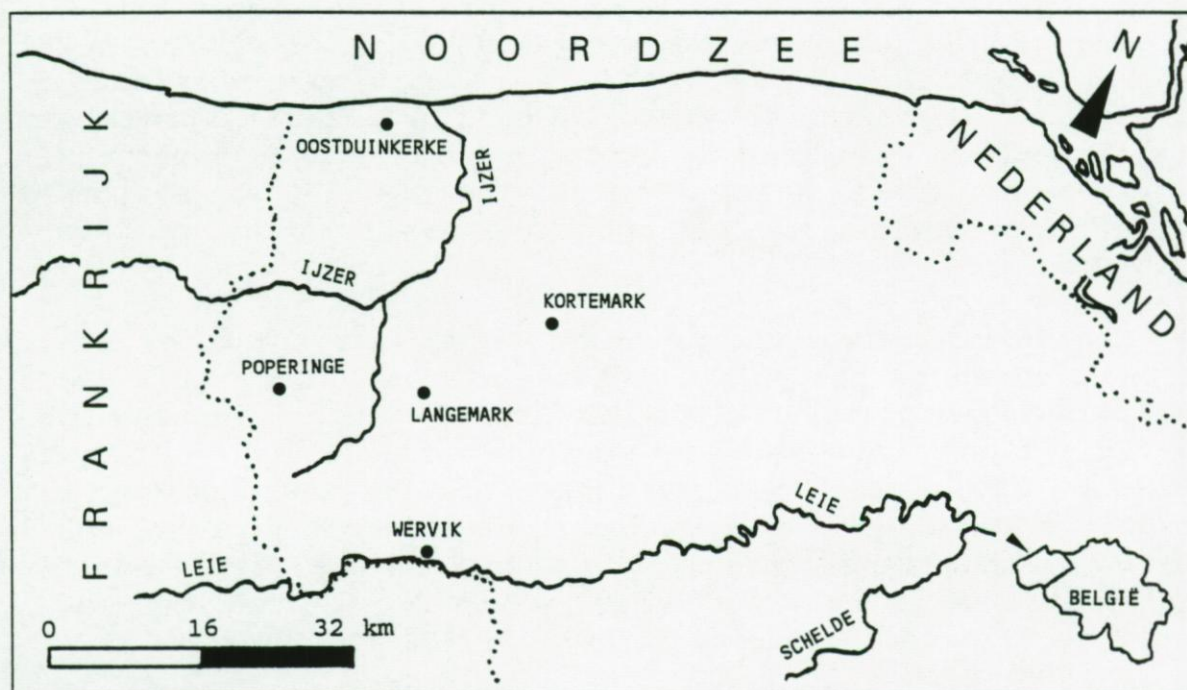 NOORDZEE
N
FRANKRIJK
NEDERLAND
OOSTDUINKERKE
IJZER
IJZER
KORTEMARK
POPERINGE
LANGEMARK
WERVIK
LEIE
LEIE
SCHELDE
BELGIË
0 16 32 km